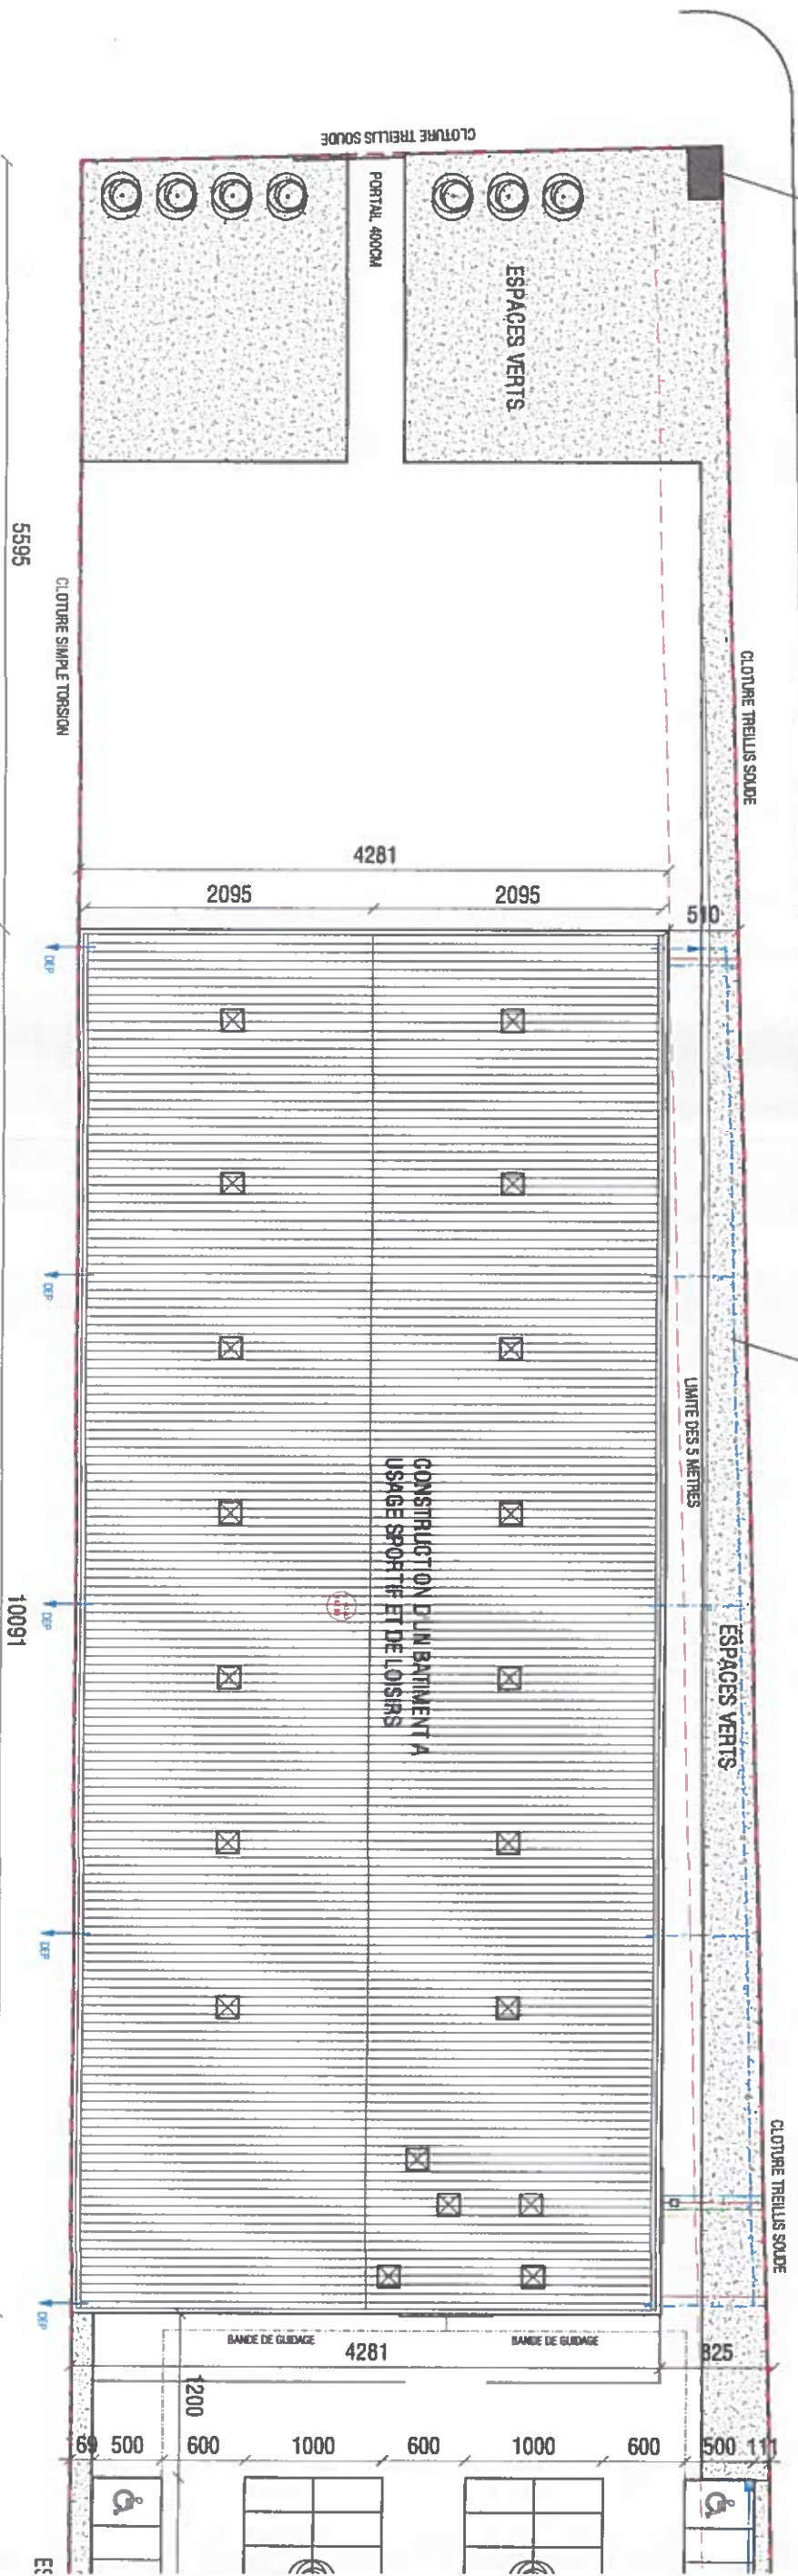 CLOTURE TREILLIS SOUDE
PORTAIL 400CM
ESPACES VERTS
5595
CLOTURE SIMPLE TORSION
CLOTURE TREILLIS SOUDE
4281
2095
2095
510
DEP
DEP
LIMITE DES 5 METRES
CONSTRUCTION D'UN BATIMENT A
USAGE SPORTIF ET DE LOISIRS
10091
DEP
ESPACES VERTS
DEP
CLOTURE TREILLIS SOUDE
DEP
BANDE DE GUIDAGE
BANDE DE GUIDAGE
4281
825
1200
69 500 600 1000 600 1000 600 500 111
ES